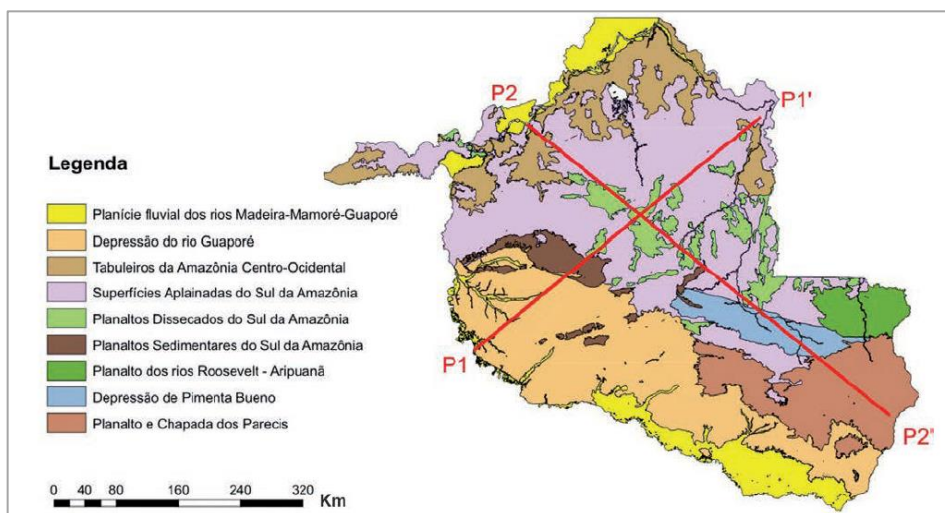 P2
P1'
Legenda
Planície fluvial dos rios Madeira-Mamoré-Guaporé
Depressão do rio Guaporé
Tabuleiros da Amazônia Centro-Ocidental
Superfícies Aplainadas do Sul da Amazônia
Planaltos Dissecados do Sul da Amazônia
Planaltos Sedimentares do Sul da Amazônia
Planalto dos rios Roosevelt - Aripuanã
Depressão de Pimenta Bueno
Planalto e Chapada dos Parecis
P1
P2"
0 20 40 80 160 240 320
Km